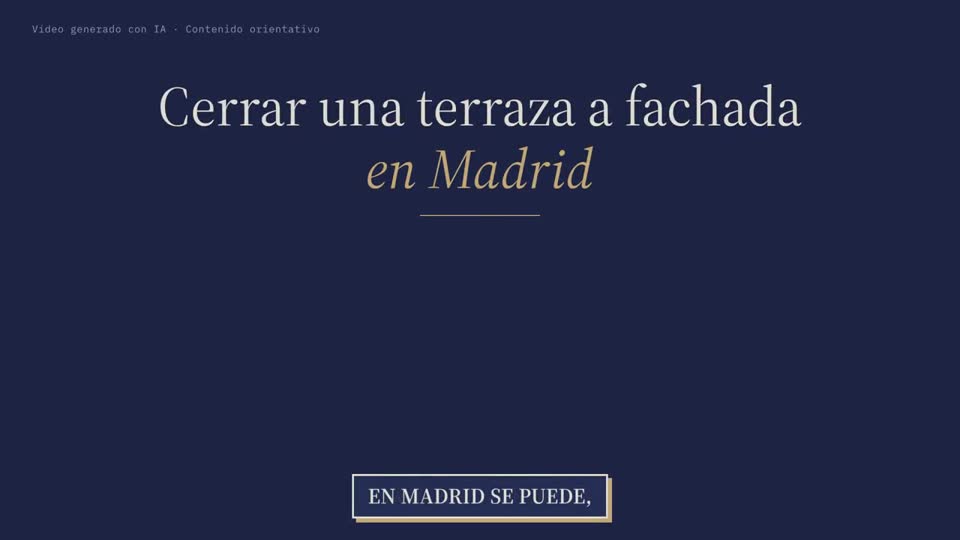 Vídeo generado con IA · Contenido orientativo
Cerrar una terraza a fachada
en Madrid
EN MADRID SE PUEDE,